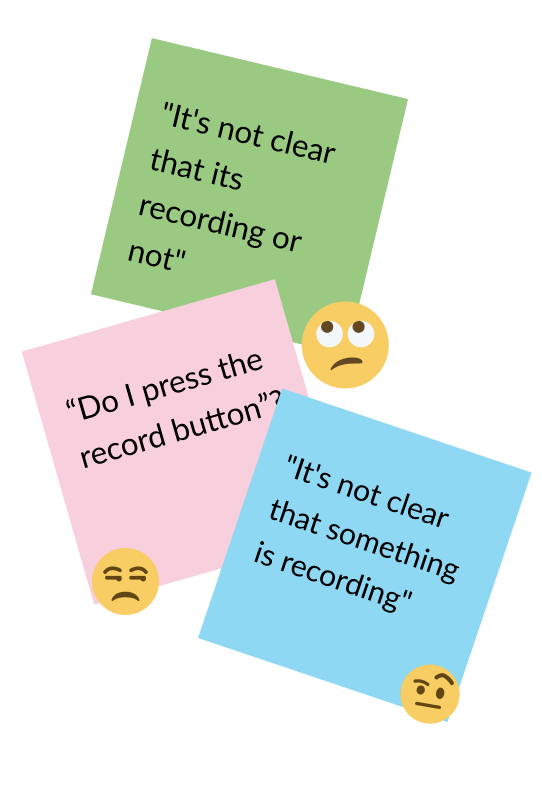 "It's not clear
that its
recording or
not"
“Do I press the
record button”?
"It's not clear
that something
is recording"